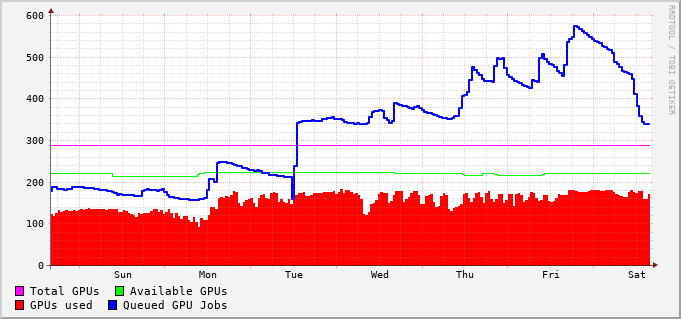 600
500
400
300
200
100
0
Sun Mon Tue Wed Thu Fri Sat
Total GPUs Available GPUs
GPUs used Queued GPU Jobs
RRDTOOL / TOBI OETIKER